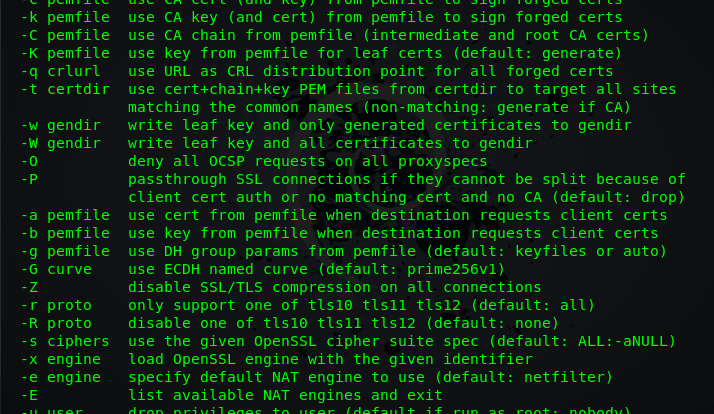 -c pemfile  use CA cert (and key) from pemfile to sign forged certs
-k pemfile  use CA key (and cert) from pemfile to sign forged certs
-C pemfile  use CA chain from pemfile (intermediate and root CA certs)
-K pemfile  use key from pemfile for leaf certs (default: generate)
-q crlurl   use URL as CRL distribution point for all forged certs
-t certdir  use cert+chain+key PEM files from certdir to target all sites
            matching the common names (non-matching: generate if CA)
-w gendir   write leaf key and only generated certificates to gendir
-W gendir   write leaf key and all certificates to gendir
-O          deny all OCSP requests on all proxyspecs
-P          passthrough SSL connections if they cannot be split because of
            client cert auth or no matching cert and no CA (default: drop)
-a pemfile  use cert from pemfile when destination requests client certs
-b pemfile  use key from pemfile when destination requests client certs
-g pemfile  use DH group params from pemfile (default: keyfiles or auto)
-G curve    use ECDH named curve (default: prime256v1)
-Z          disable SSL/TLS compression on all connections
-r proto    only support one of tls10 tls11 tls12 (default: all)
-R proto    disable one of tls10 tls11 tls12 (default: none)
-s ciphers  use the given OpenSSL cipher suite spec (default: ALL:-aNULL)
-x engine   load OpenSSL engine with the given identifier
-e engine   specify default NAT engine to use (default: netfilter)
-E          list available NAT engines and exit
-u user     drop privileges to user (default if run as root: nobody)